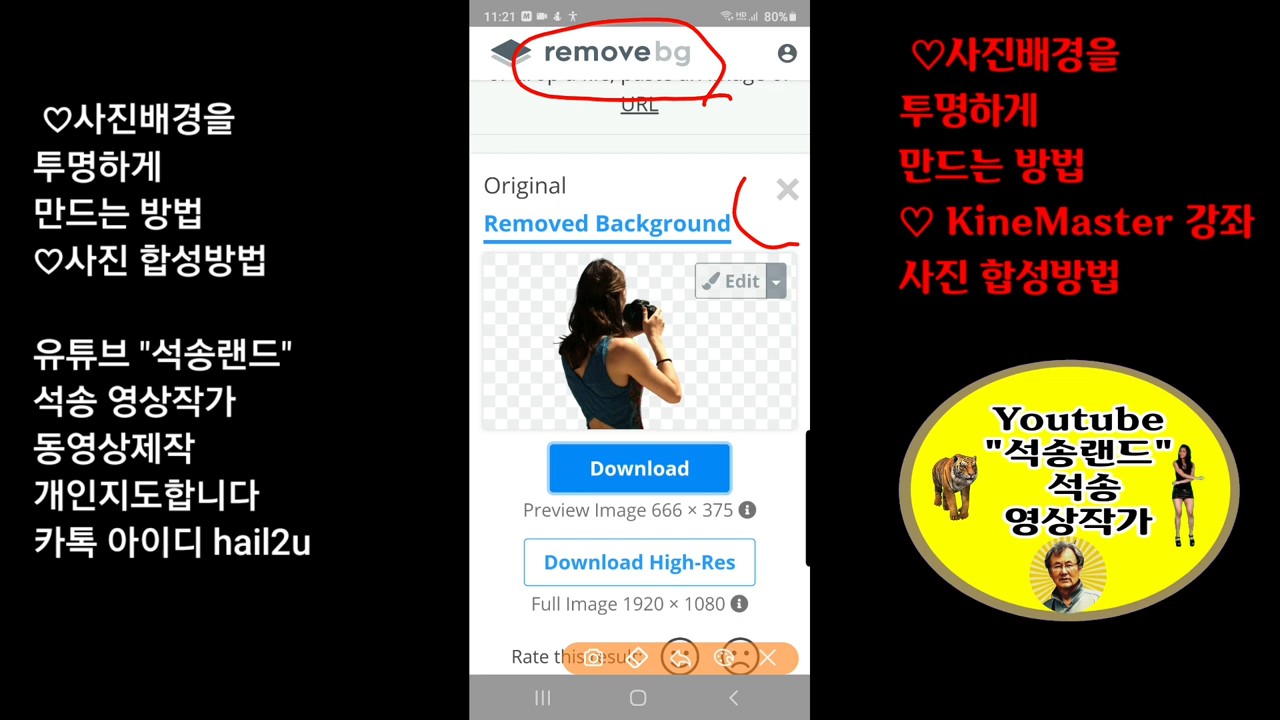 ♡사진배경을
투명하게
만드는 방법
♡사진 합성방법
유튜브 "석송랜드"
석송 영상작가
동영상제작
개인지도합니다
카톡 아이디 hail2u
11:21
80%
removebg
URL
Original
Removed Background
Edit
Download
Preview Image 666 × 375
Download High-Res
Full Image 1920 × 1080
Rate this result:
♡사진배경을
투명하게
만드는 방법
♡ KineMaster 강좌
사진 합성방법
Youtube
"석송랜드"
석송
영상작가